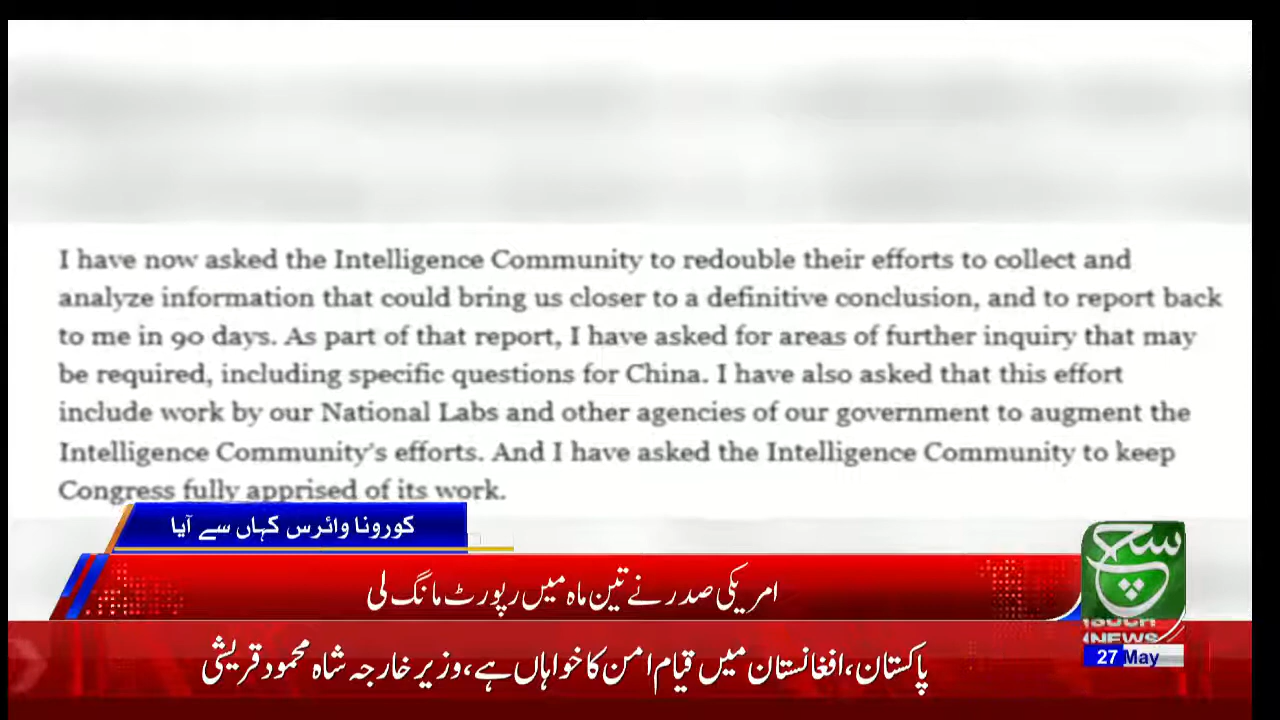 I have now asked the Intelligence Community to redouble their efforts to collect and
analyze information that could bring us closer to a definitive conclusion, and to report back
to me in 90 days. As part of that report, I have asked for areas of further inquiry that may
be required, including specific questions for China. I have also asked that this effort
include work by our National Labs and other agencies of our government to augment the
Intelligence Community's efforts. And I have asked the Intelligence Community to keep
Congress fully apprised of its work.
کورونا وائرس کہاں سے آیا
امریکی صدر نے تین ماہ میں رپورٹ مانگ لی
سچ
SUCH
NEWS
27 May
پاکستان، افغانستان میں قیام امن کا خواہاں ہے، وزیر خارجہ شاہ محمود قریشی